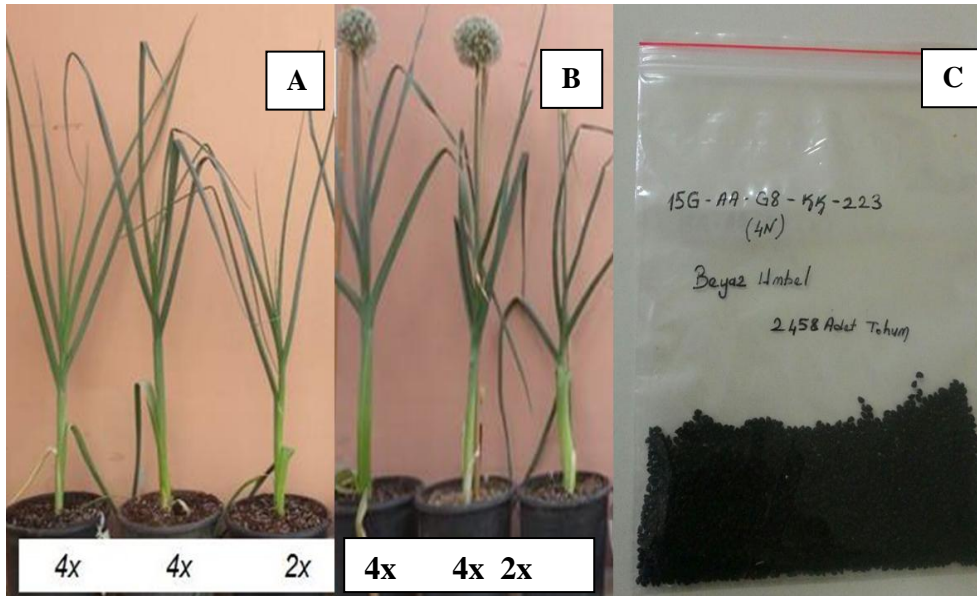 A
4x 4x 2x
B
4x 4x 2x
C
15G-AA-G8-KK-223
(4N)
Beyaz Umbel
2458 Adet Tohum